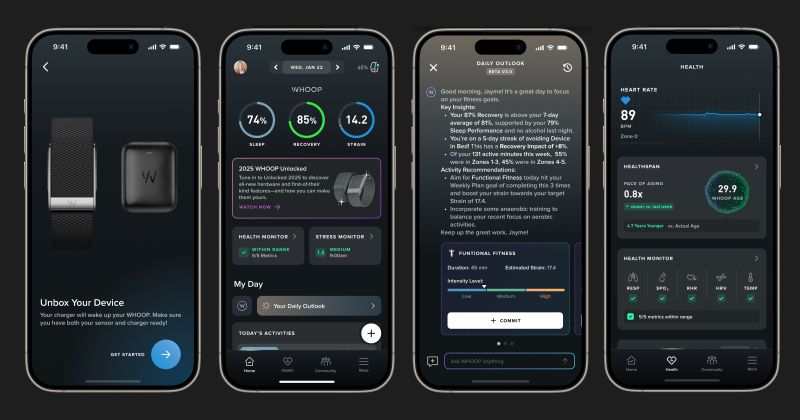 9:41
W
Unbox Your Device
Your charger will wake up your WHOOP. Make sure
you have both your sensor and charger ready!
GET STARTED
9:41
WED, JAN 22
65%
WHOOP
74%
85%
14.2
SLEEP
RECOVERY
STRAIN
2025 WHOOP Unlocked
Tune in to Unlocked 2025 to discover
all-new hardware and first-of-their
kind features—and how you can make
them yours.
WATCH NOW
HEALTH MONITOR
WITHIN RANGE
5/5 Metrics
STRESS MONITOR
1.5
MEDIUM
9:00am
My Day
Your Daily Outlook
TODAY'S ACTIVITIES
Home
Health
Community
More
9:41
DAILY OUTLOOK
BETA V3.0
Good morning, Jayme! It's a great day to focus
on your fitness goals.
Key Insights:
• Your 87% Recovery is above your 7-day
average of 81%, supported by your 79%
Sleep Performance and no alcohol last night.
• You're on a 5-day streak of avoiding Device
in Bed! This has a Recovery Impact of +8%.
• Of your 131 active minutes this week, 55%
were in Zones 1-3, 45% were in Zones 4-5.
Activity Recommendations:
• Aim for Functional Fitness today hit your
Weekly Plan goal of completing this 3 times
and boost your strain towards your target
Strain of 17.4.
• Incorporate some anaerobic training to
balance your recent focus on aerobic
activities.
Keep up the great work, Jayme!
FUNTIONAL FITNESS
Duration: 45 min
Estimated Strain: 17.4
Intensity Level:
Low
Medium
High
+ COMMIT
Ask WHOOP anything
9:41
HEALTH
HEART RATE
89
BPM
Zone 0
HEALTHSPAN
PACE OF AGING
0.8x
slower vs. last week
29.9
WHOOP AGE
4.7 Years Younger vs. Actual Age
HEALTH MONITOR
RESP
SPO₂
RHR
HRV
TEMP
5/5 metrics within range
Home
Health
Community
More